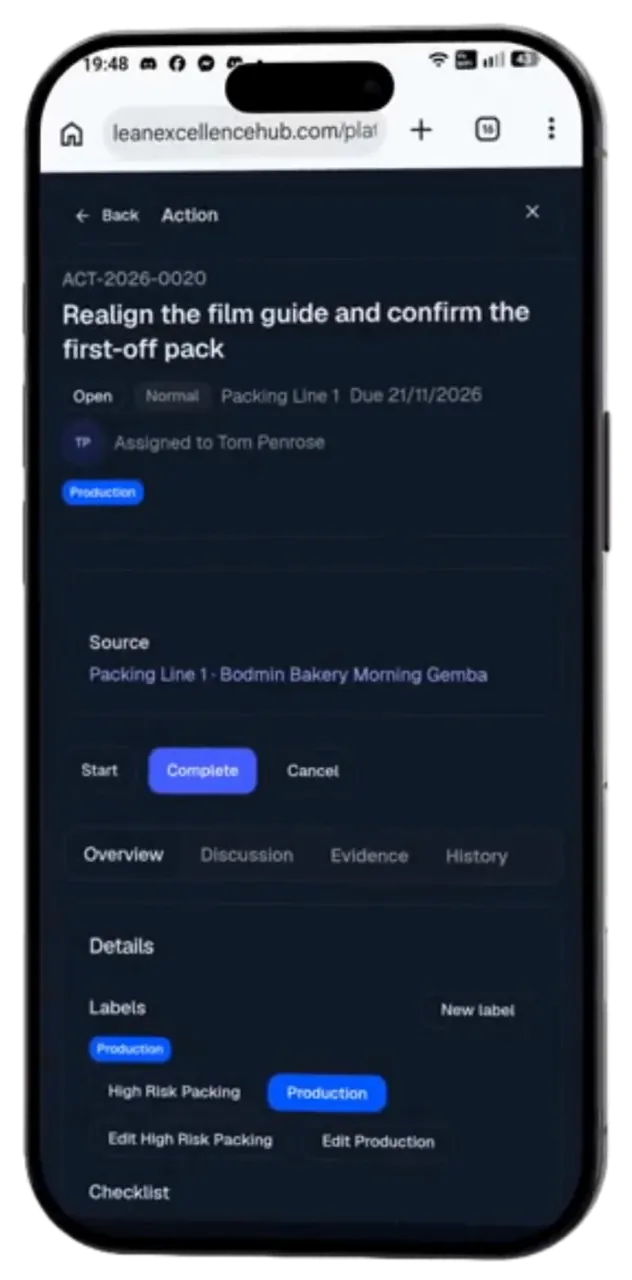 19:48
43
leanexcellencehub.com/plat
16
← Back Action ×
ACT-2026-0020
Realign the film guide and confirm the
first-off pack
Open Normal Packing Line 1 Due 21/11/2026
TP Assigned to Tom Penrose
Production
Source
Packing Line 1 · Bodmin Bakery Morning Gemba
Start Complete Cancel
Overview Discussion Evidence History
Details
Labels New label
Production
High Risk Packing Production
Edit High Risk Packing Edit Production
Checklist